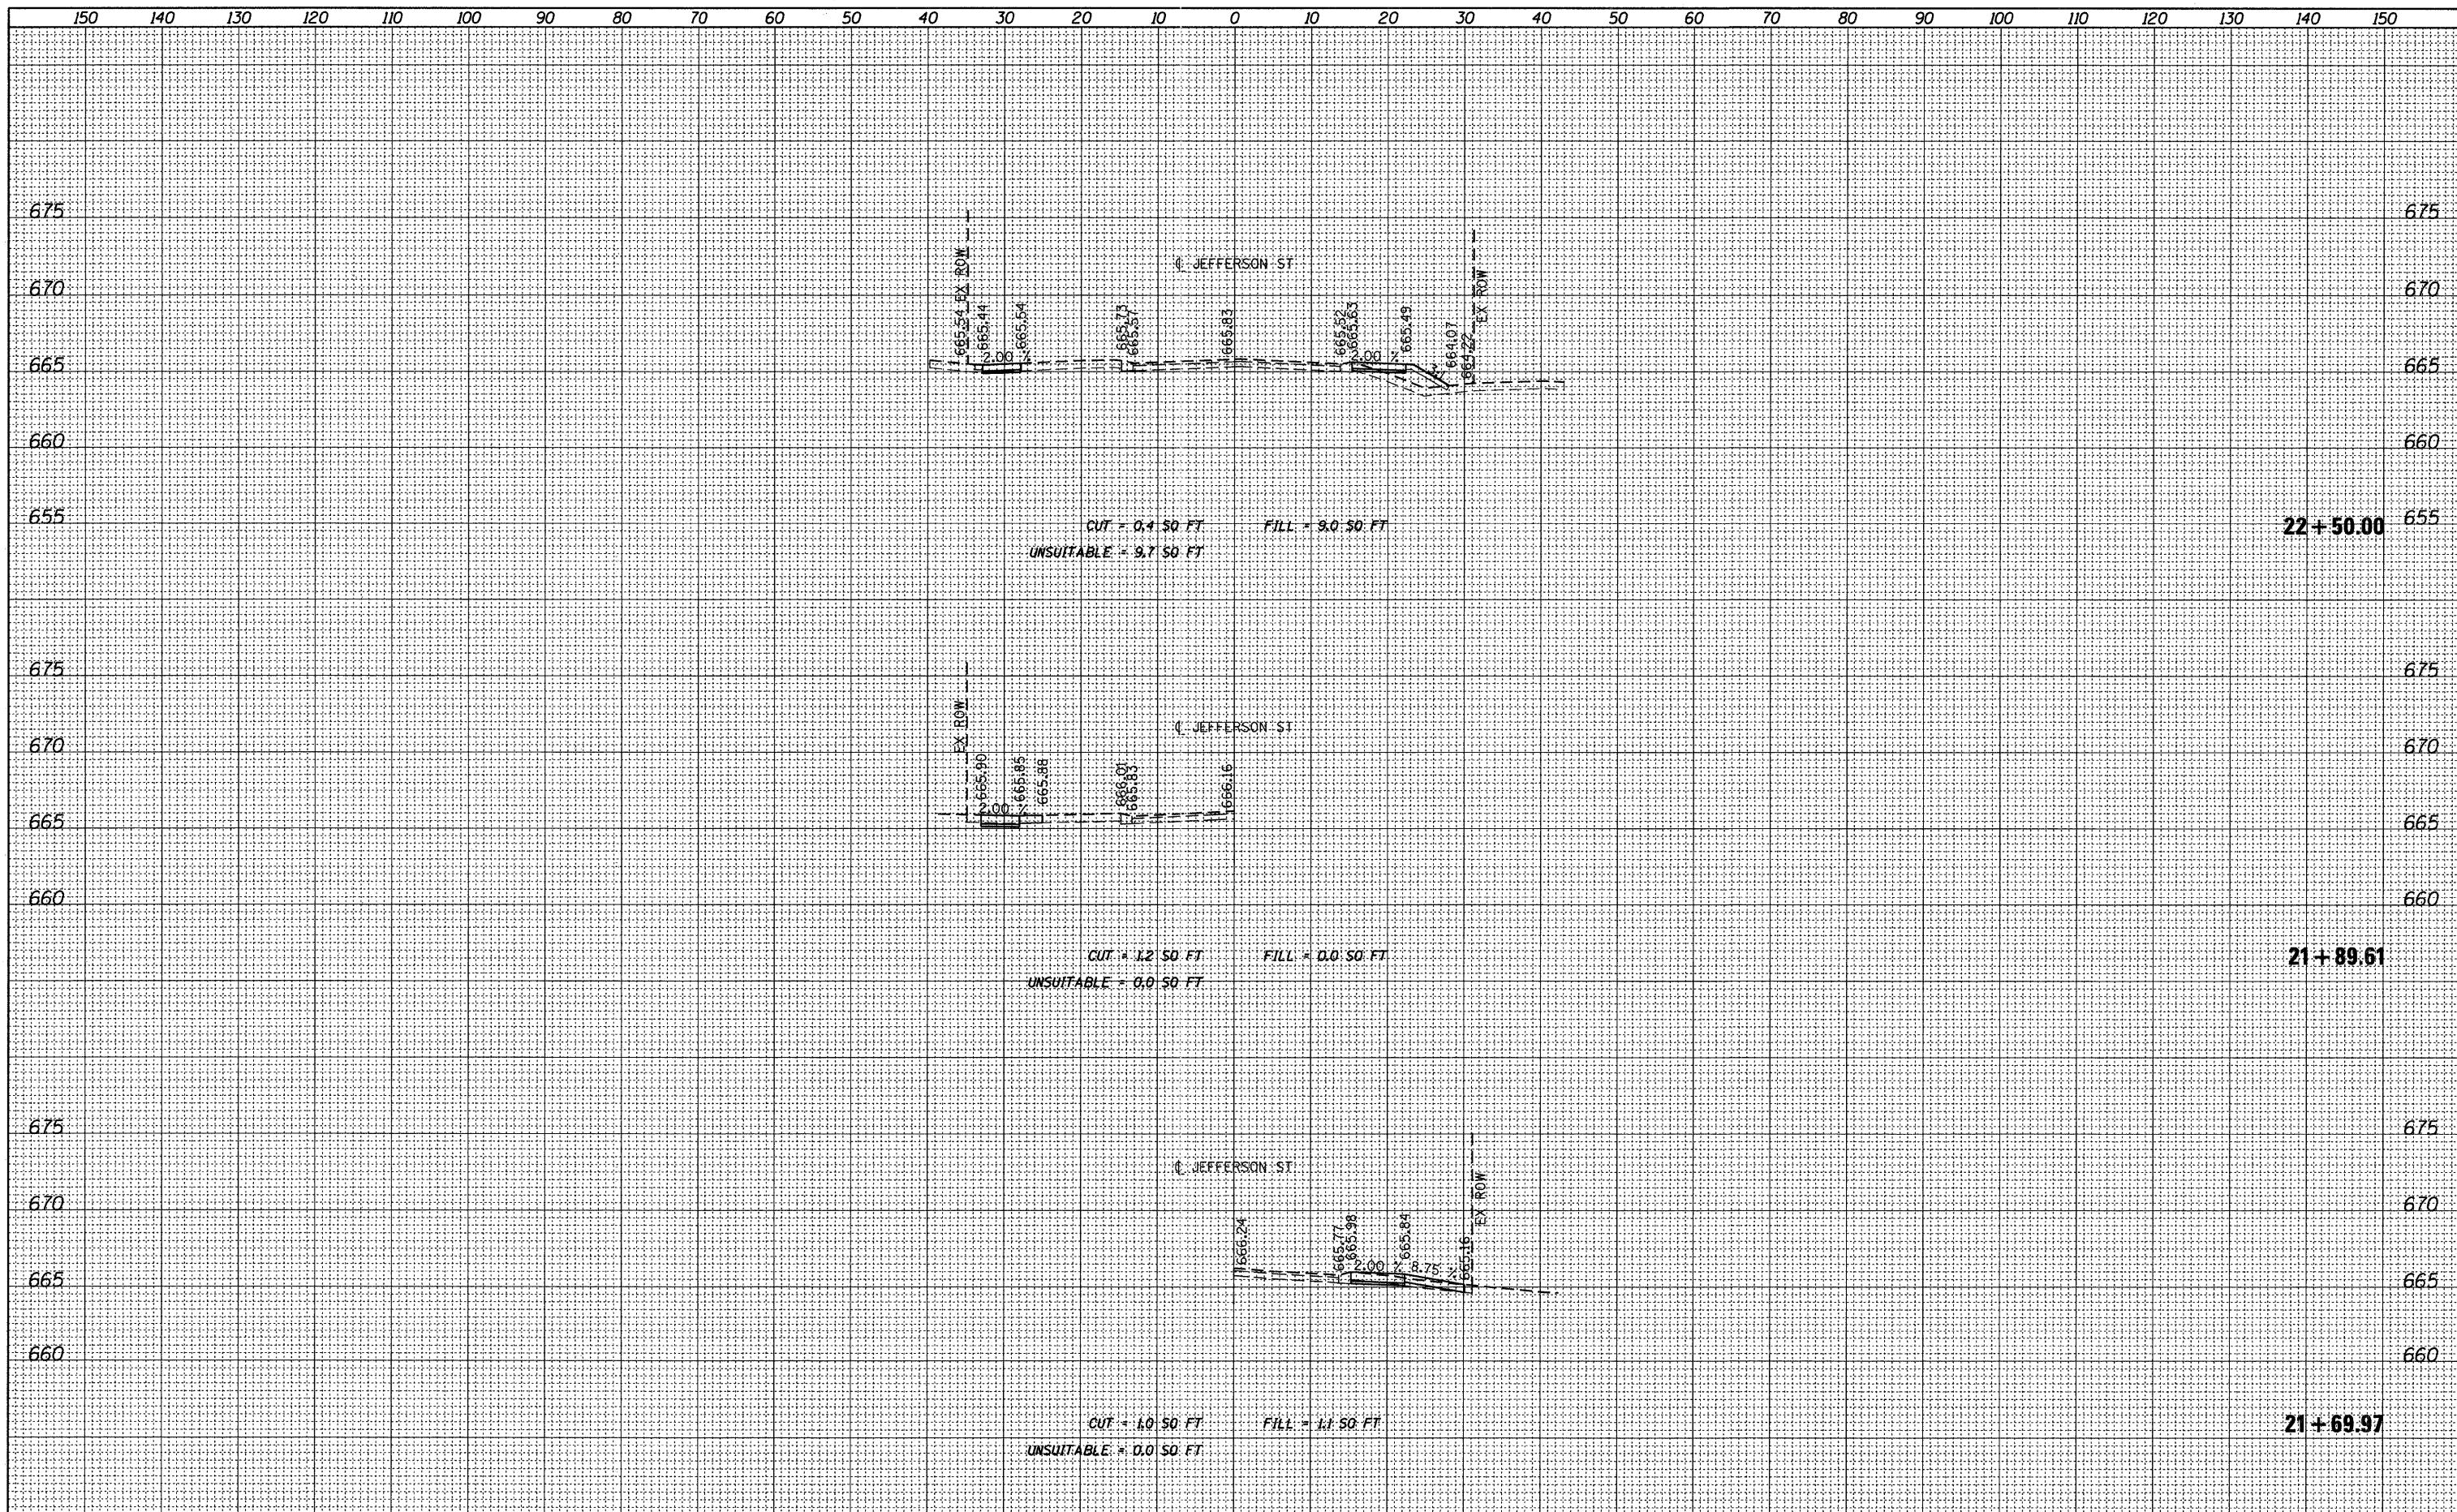 150 140 130 120 110 100 90 80 70 60 50 40 30 20 10 0 10 20 30 40 50 60 70 80 90 100 110 120 130 140 150
675 675
℄ JEFFERSON ST
670 670
665.54 EX ROW 665.44 665.54 665.73 665.57 665.83 665.52 665.63 665.49 664.07 664.22 EX ROW
2.00 % 2.00 %
665 665
660 660
655 655
CUT = 0.4 SQ FT FILL = 9.0 SQ FT 22+50.00
UNSUITABLE = 9.7 SQ FT
675 675
℄ JEFFERSON ST
EX ROW
670 670
665.90 665.85 665.88 666.01 665.83 666.16
2.00 %
665 665
660 660
CUT = 1.2 SQ FT FILL = 0.0 SQ FT 21+89.61
UNSUITABLE = 0.0 SQ FT
675 675
℄ JEFFERSON ST
EX ROW
670 670
666.24 665.77 665.98 665.84 665.16
2.00 % 8.75 %
665 665
660 660
CUT = 1.0 SQ FT FILL = 1.1 SQ FT 21+69.97
UNSUITABLE = 0.0 SQ FT